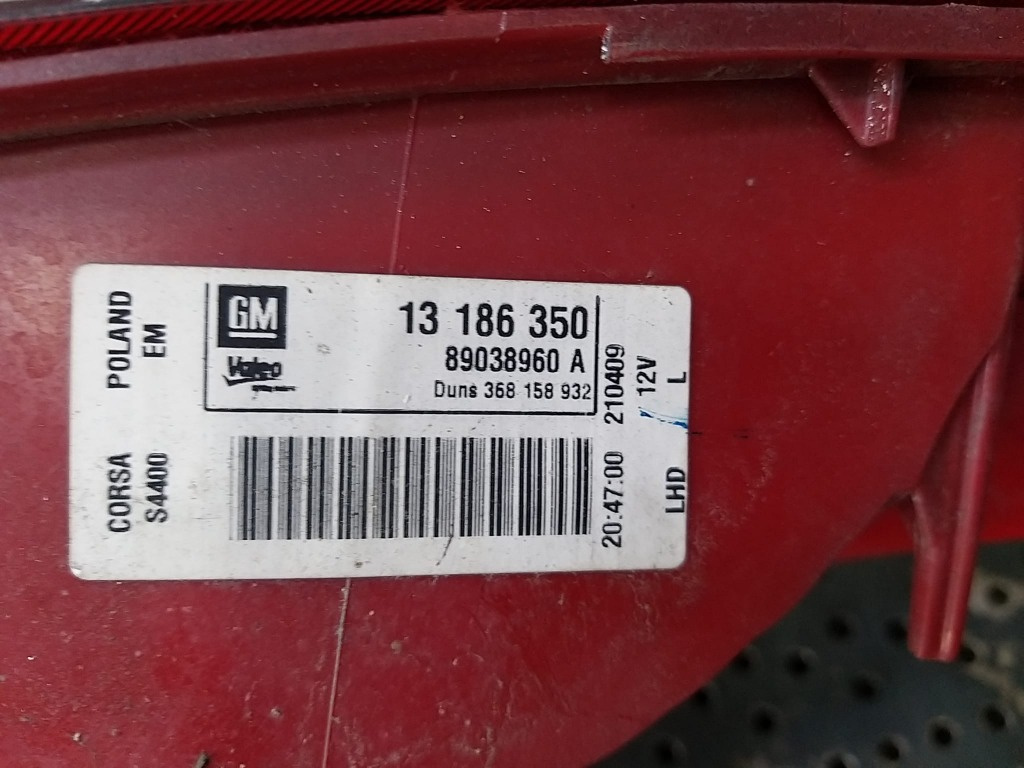 GM
13 186 350
Valeo
89038960 A
Duns 368 158 932
CORSA POLAND
S4400 EM
20:47:00 210409
12V
LHD L